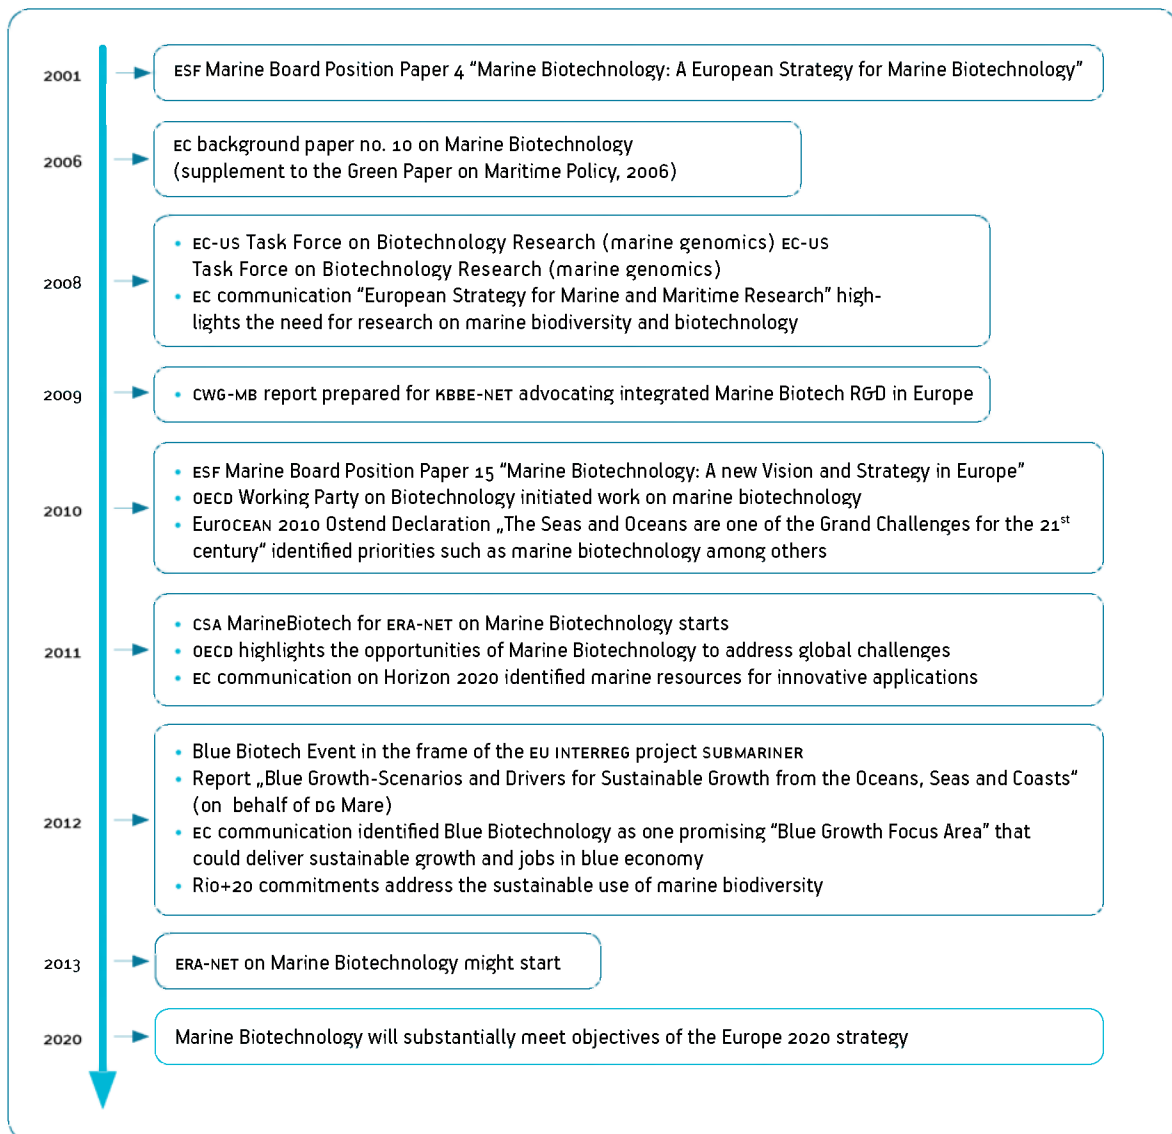 2001
ESF Marine Board Position Paper 4 “Marine Biotechnology: A European Strategy for Marine Biotechnology”
2006
EC background paper no. 10 on Marine Biotechnology
(supplement to the Green Paper on Maritime Policy, 2006)
2008
• EC-US Task Force on Biotechnology Research (marine genomics) EC-US
Task Force on Biotechnology Research (marine genomics)
• EC communication “European Strategy for Marine and Maritime Research” high-
lights the need for research on marine biodiversity and biotechnology
2009
• CWG-MB report prepared for KBBE-NET advocating integrated Marine Biotech R&D in Europe
2010
• ESF Marine Board Position Paper 15 “Marine Biotechnology: A new Vision and Strategy in Europe”
• OECD Working Party on Biotechnology initiated work on marine biotechnology
• EurOCEAN 2010 Ostend Declaration „The Seas and Oceans are one of the Grand Challenges for the 21st
century“ identified priorities such as marine biotechnology among others
2011
• CSA MarineBiotech for ERA-NET on Marine Biotechnology starts
• OECD highlights the opportunities of Marine Biotechnology to address global challenges
• EC communication on Horizon 2020 identified marine resources for innovative applications
2012
• Blue Biotech Event in the frame of the EU INTERREG project SUBMARINER
• Report „Blue Growth-Scenarios and Drivers for Sustainable Growth from the Oceans, Seas and Coasts“
(on behalf of DG Mare)
• EC communication identified Blue Biotechnology as one promising “Blue Growth Focus Area” that
could deliver sustainable growth and jobs in blue economy
• Rio+20 commitments address the sustainable use of marine biodiversity
2013
ERA-NET on Marine Biotechnology might start
2020
Marine Biotechnology will substantially meet objectives of the Europe 2020 strategy